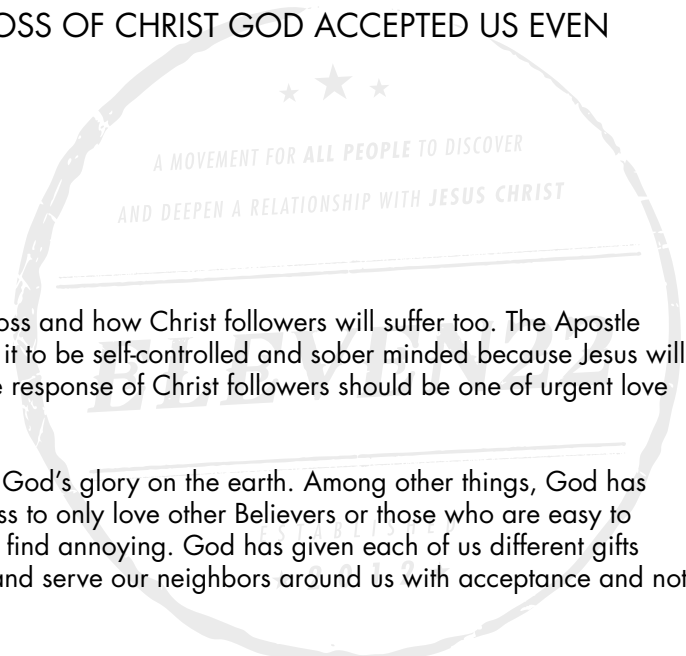 OSS OF CHRIST GOD ACCEPTED US EVEN
A MOVEMENT FOR ALL PEOPLE TO DISCOVER
AND DEEPEN A RELATIONSHIP WITH JESUS CHRIST
oss and how Christ followers will suffer too. The Apostle
it to be self-controlled and sober minded because Jesus will
e response of Christ followers should be one of urgent love
ELEVEN22
God’s glory on the earth. Among other things, God has
ss to only love other Believers or those who are easy to
ESTABLISHED
find annoying. God has given each of us different gifts
and serve our neighbors around us with acceptance and not
2012